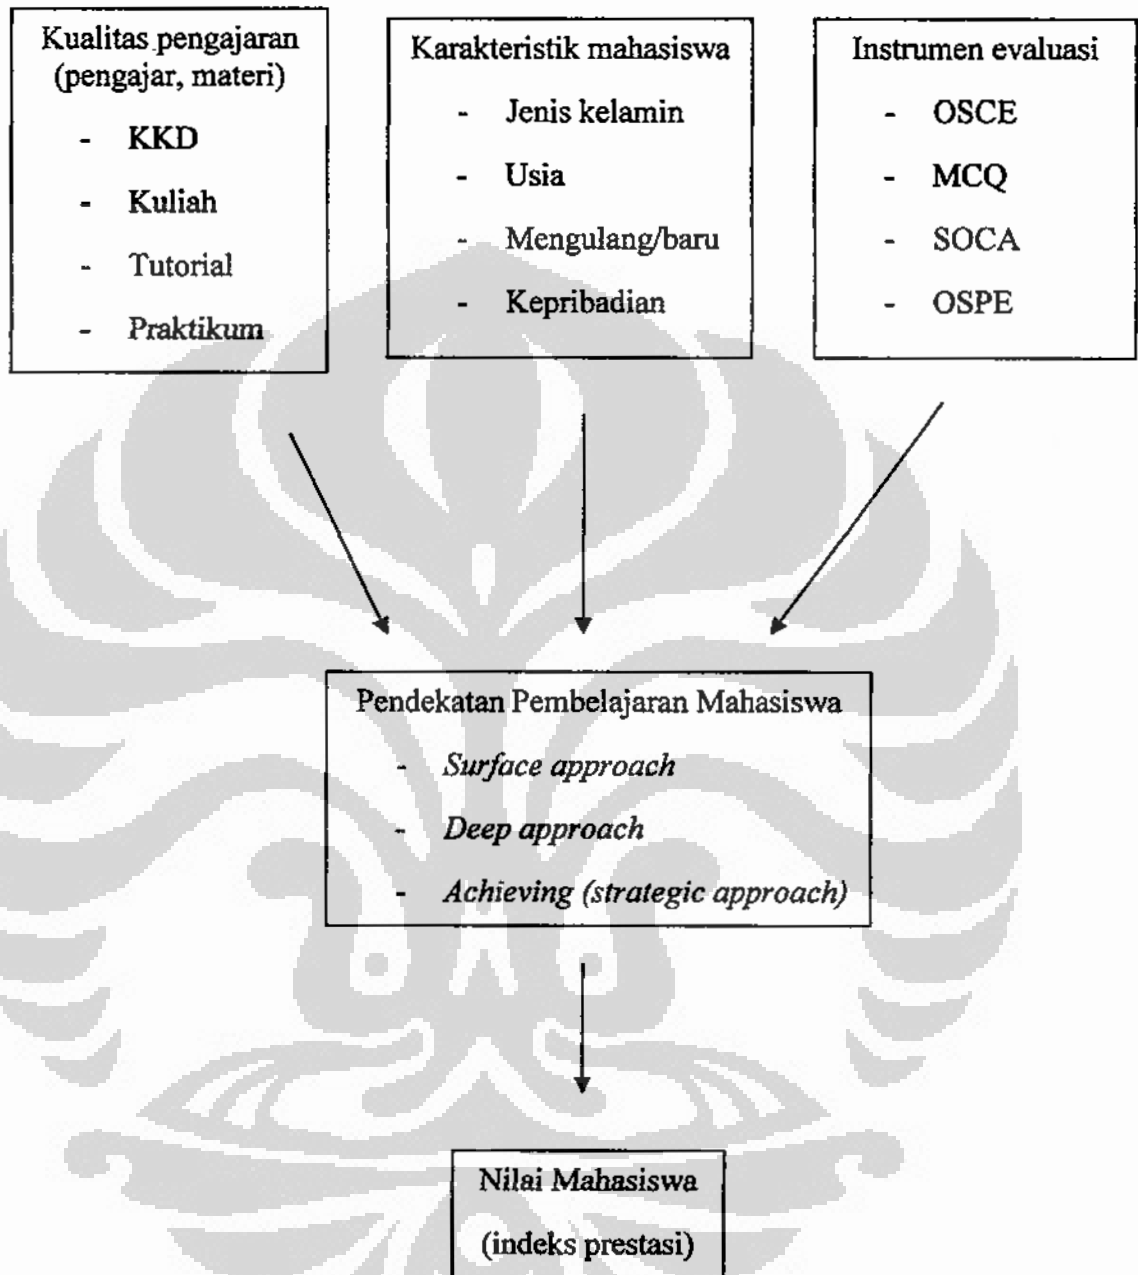 Kualitas pengajaran
(pengajar, materi)
- KKD
- Kuliah
- Tutorial
- Praktikum
Karakteristik mahasiswa
- Jenis kelamin
- Usia
- Mengulang/baru
- Kepribadian
Instrumen evaluasi
- OSCE
- MCQ
- SOCA
- OSPE
Pendekatan Pembelajaran Mahasiswa
- Surface approach
- Deep approach
- Achieving (strategic approach)
Nilai Mahasiswa
(indeks prestasi)